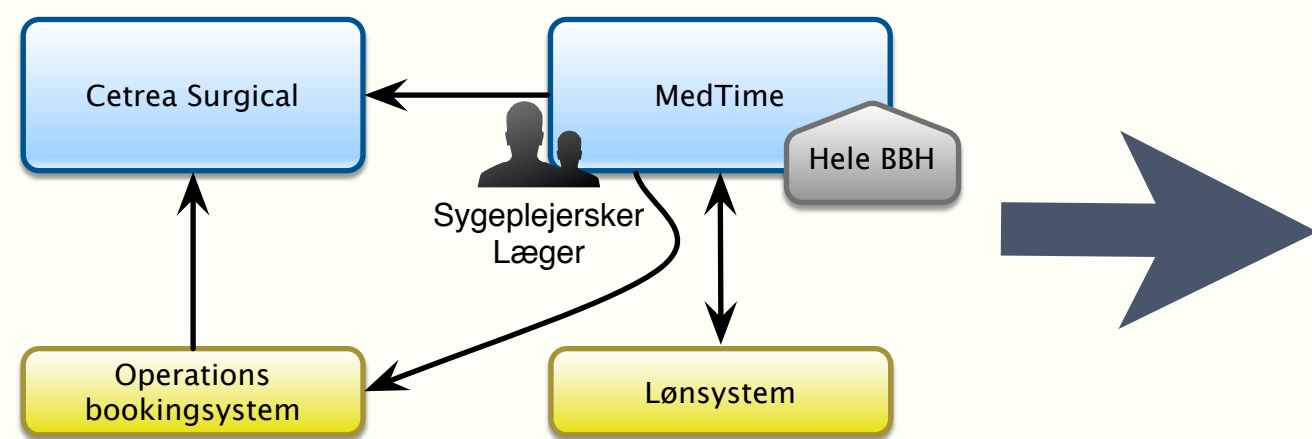 Cetrea Surgical
MedTime
Hele BBH
Sygeplejersker
Læger
Operations
bookingsystem
Lønsystem